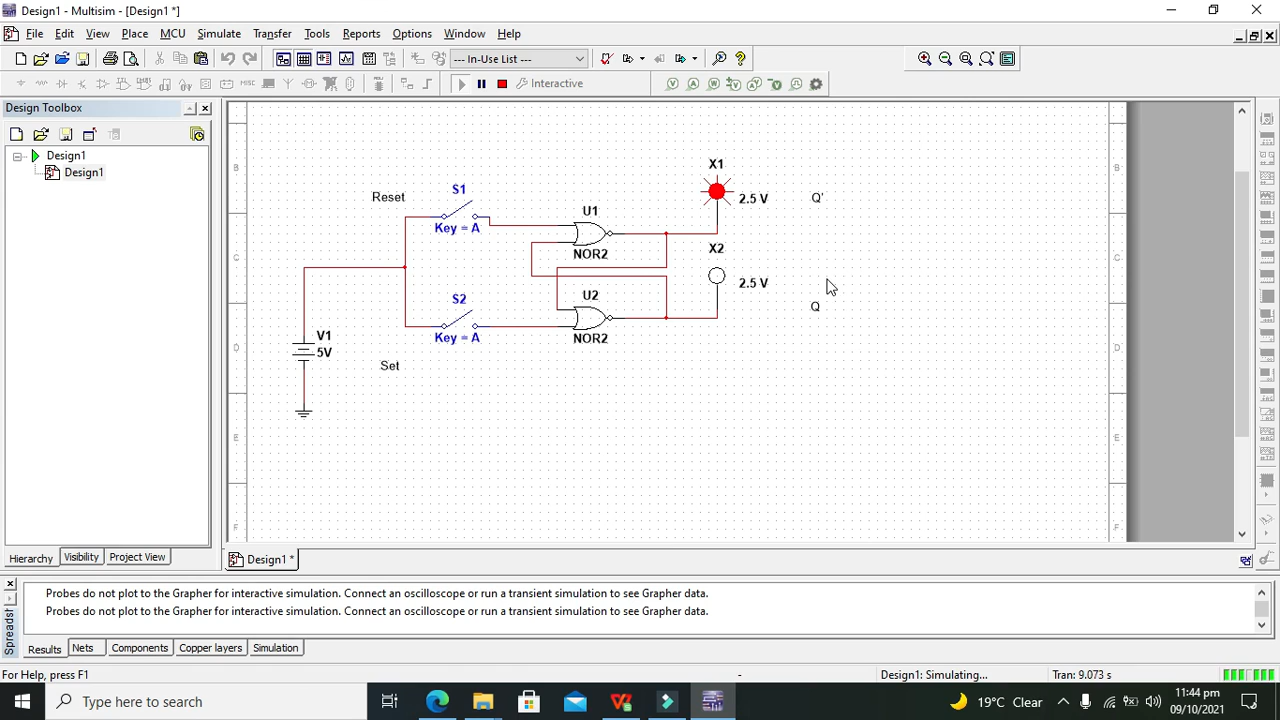 Design1 - Multisim - [Design1 *]
File Edit View Place MCU Simulate Transfer Tools Reports Options Window Help
--- In-Use List ---
Interactive
Design Toolbox
Design1
Design1
Hierarchy Visibility Project View
B
C
D
E
F
B
C
D
E
F
Reset
S1
Key = A
U1
NOR2
X1
2.5 V
Q'
X2
2.5 V
Q
S2
Key = A
U2
NOR2
V1
5V
Set
Design1 *
Spreadst
Probes do not plot to the Grapher for interactive simulation. Connect an oscilloscope or run a transient simulation to see Grapher data.
Probes do not plot to the Grapher for interactive simulation. Connect an oscilloscope or run a transient simulation to see Grapher data.
Results Nets Components Copper layers Simulation
For Help, press F1 - Design1: Simulating... Tran: 9.073 s
Type here to search
19°C Clear
11:44 pm
09/10/2021